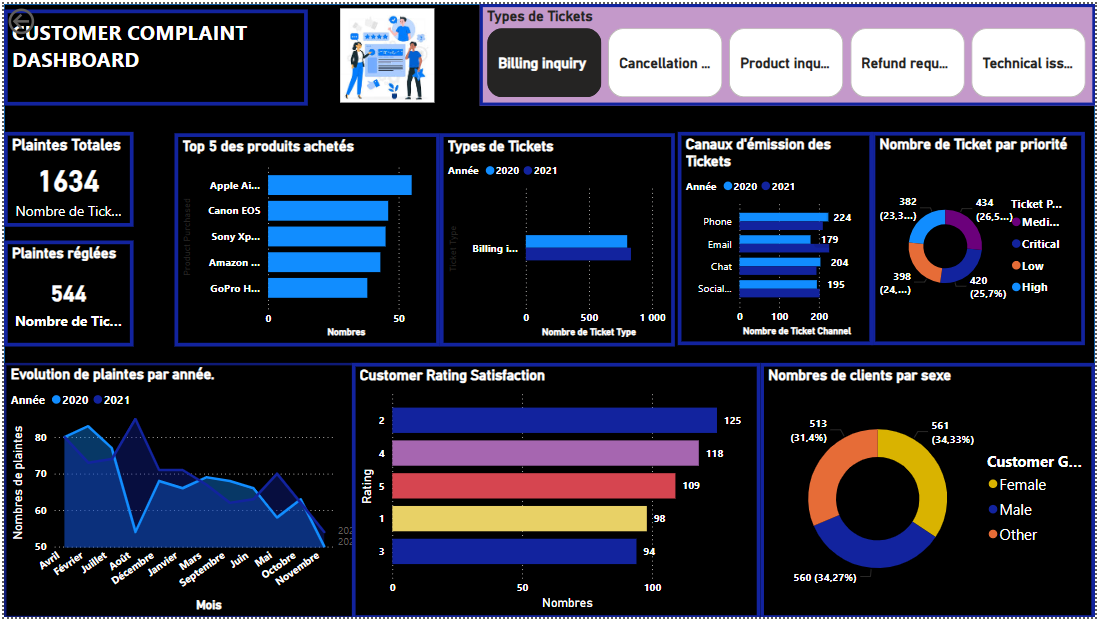 CUSTOMER COMPLAINT
DASHBOARD
Types de Tickets
Billing inquiry
Cancellation ...
Product inqu...
Refund requ...
Technical iss...
Plaintes Totales
1634
Nombre de Tick...
Plaintes réglées
544
Nombre de Tic...
Top 5 des produits achetés
Product Purchased
Apple Ai...
Canon EOS
Sony Xp...
Amazon ...
GoPro H...
0
50
Nombres
Types de Tickets
Année 2020 2021
Ticket Type
Billing i...
0
500
1 000
Nombre de Ticket Type
Canaux d'émission des
Tickets
Année 2020 2021
Phone
224
Email
179
Chat
204
Social...
195
0
100
200
Nombre de Ticket Channel
Nombre de Ticket par priorité
382
(23,3...)
434
(26,5...)
398
(24,...)
420
(25,7%)
Ticket P...
Medi...
Critical
Low
High
Evolution de plaintes par année.
Année 2020 2021
Nombres de plaintes
80
70
60
50
Avril
Février
Juillet
Août
Décembre
Janvier
Mars
Septembre
Juin
Mai
Octobre
Novembre
Mois
Customer Rating Satisfaction
Rating
2
125
4
118
5
109
1
98
3
94
0
50
100
Nombres
Nombres de clients par sexe
513
(31,4%)
561
(34,33%)
560 (34,27%)
Customer G...
Female
Male
Other